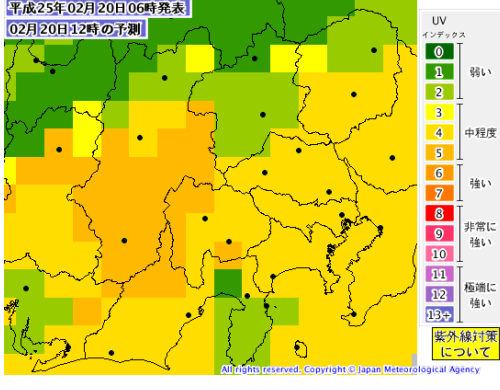 平成25年02月20日06時発表
02月20日12時の予測
UV
インデックス
0
1
2
弱い
3
4
5
中程度
6
7
強い
8
9
10
非常に
強い
11
12
13+
極端に
強い
紫外線対策
について
All rights reserved. Copyright © Japan Meteorological Agency